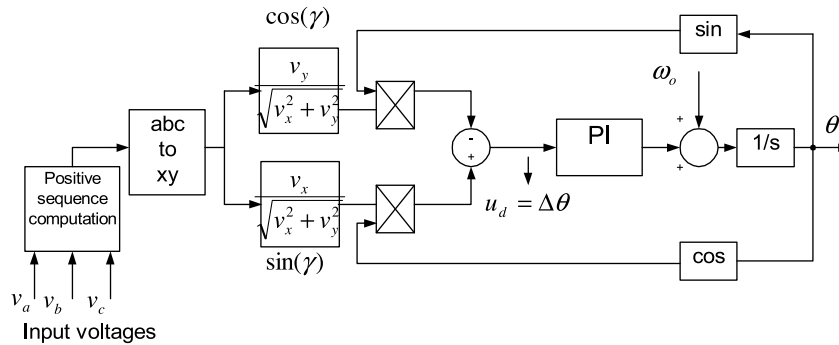 cos(γ)
v_y
√(v_x^2 + v_y^2)
sin
ω_o
abc
to
xy
Positive
sequence
computation
-
+
PI
+
+
1/s
θ
u_d = Δθ
v_x
√(v_x^2 + v_y^2)
sin(γ)
cos
v_a v_b v_c
Input voltages